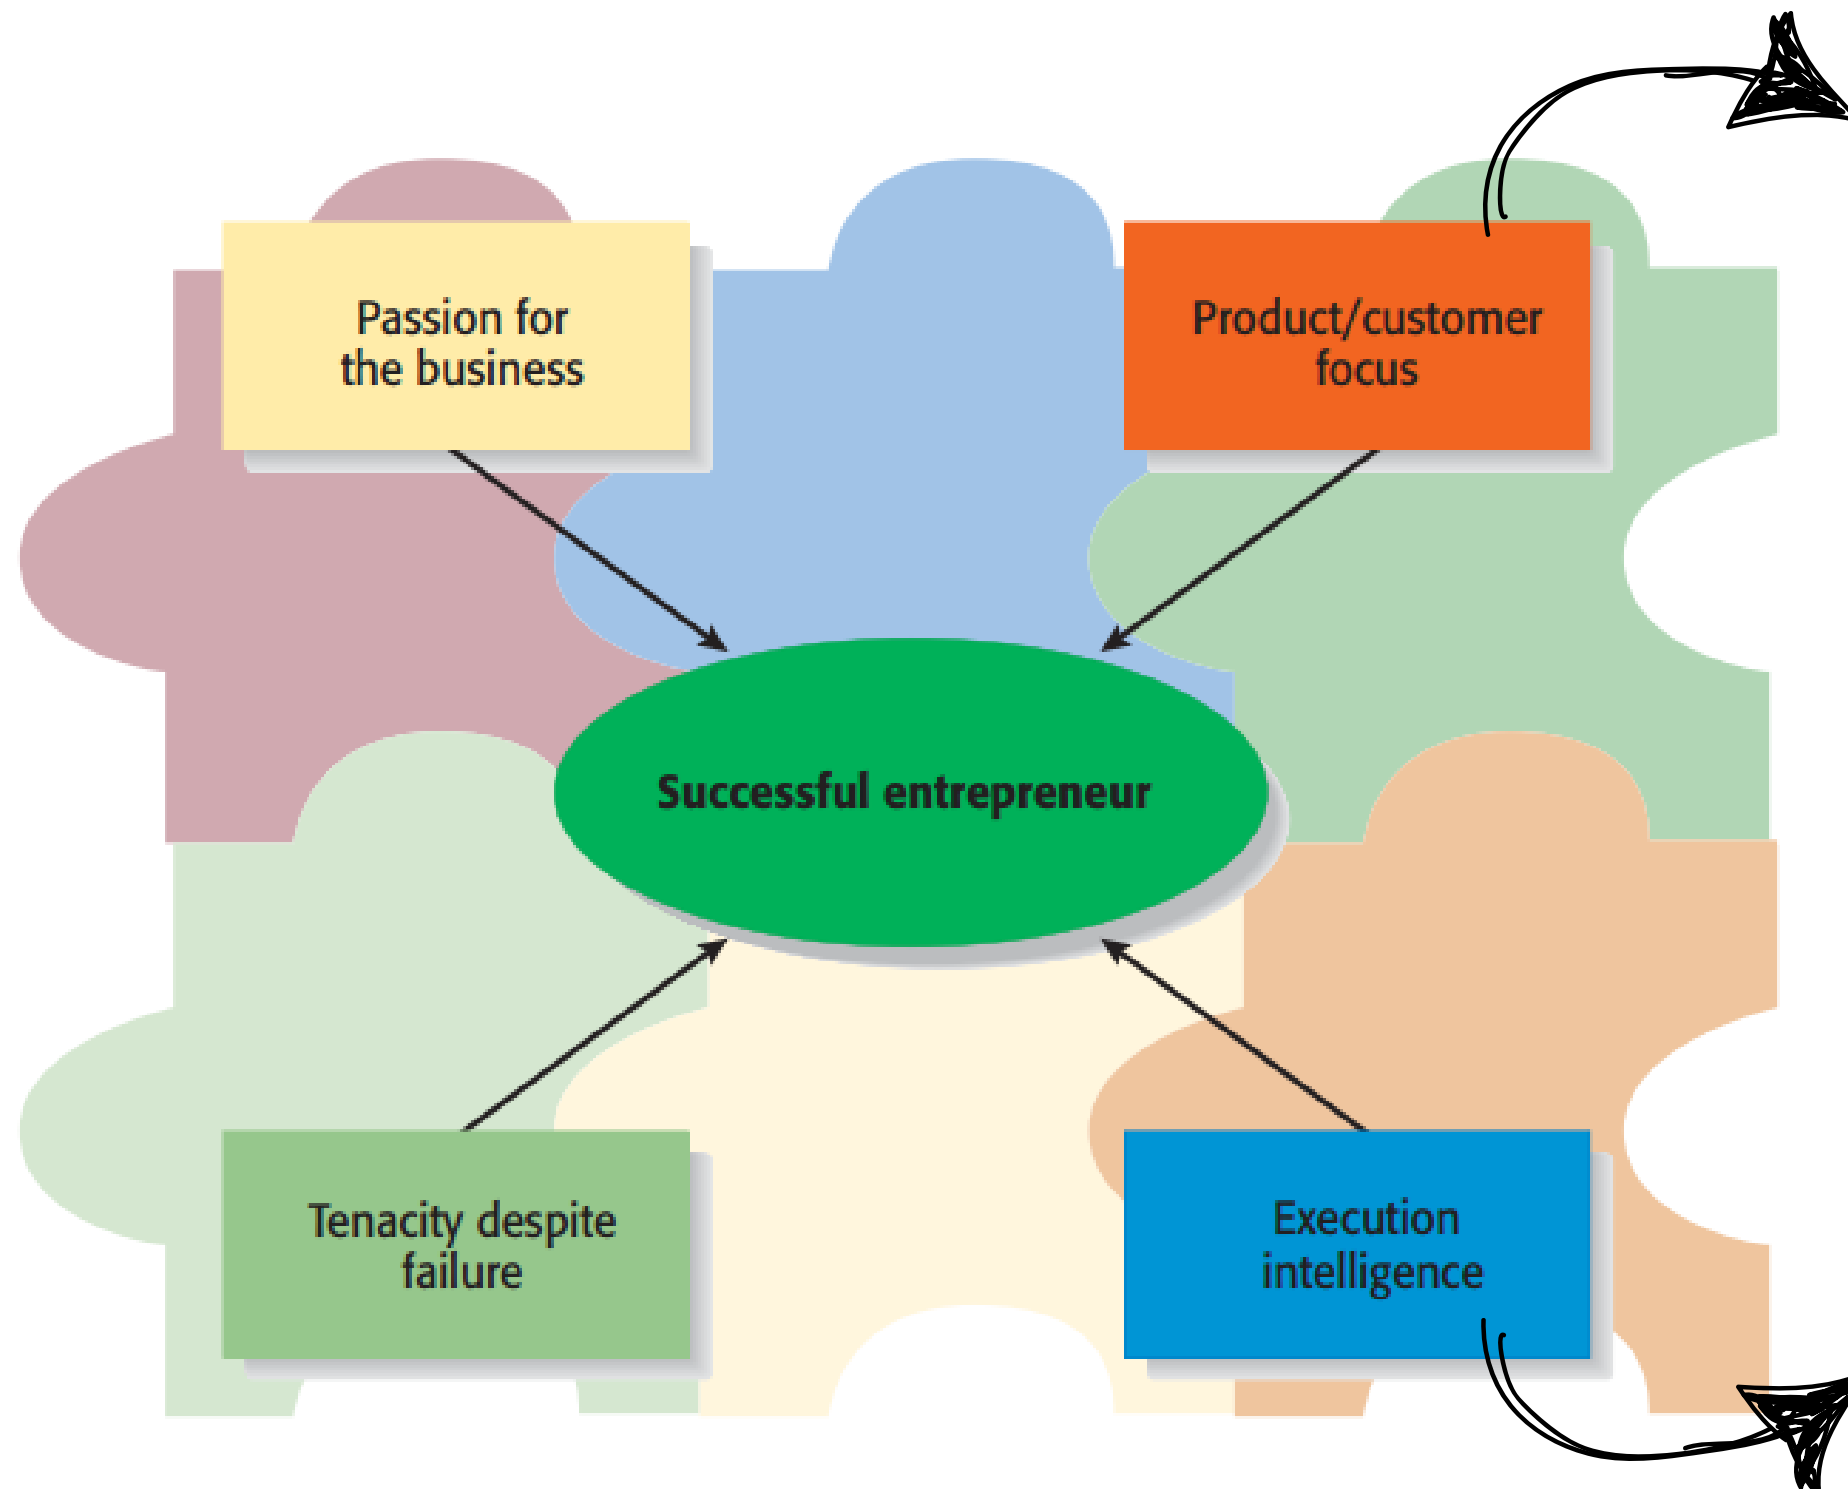 Passion for
the business
Product/customer
focus
Successful entrepreneur
Tenacity despite
failure
Execution
intelligence